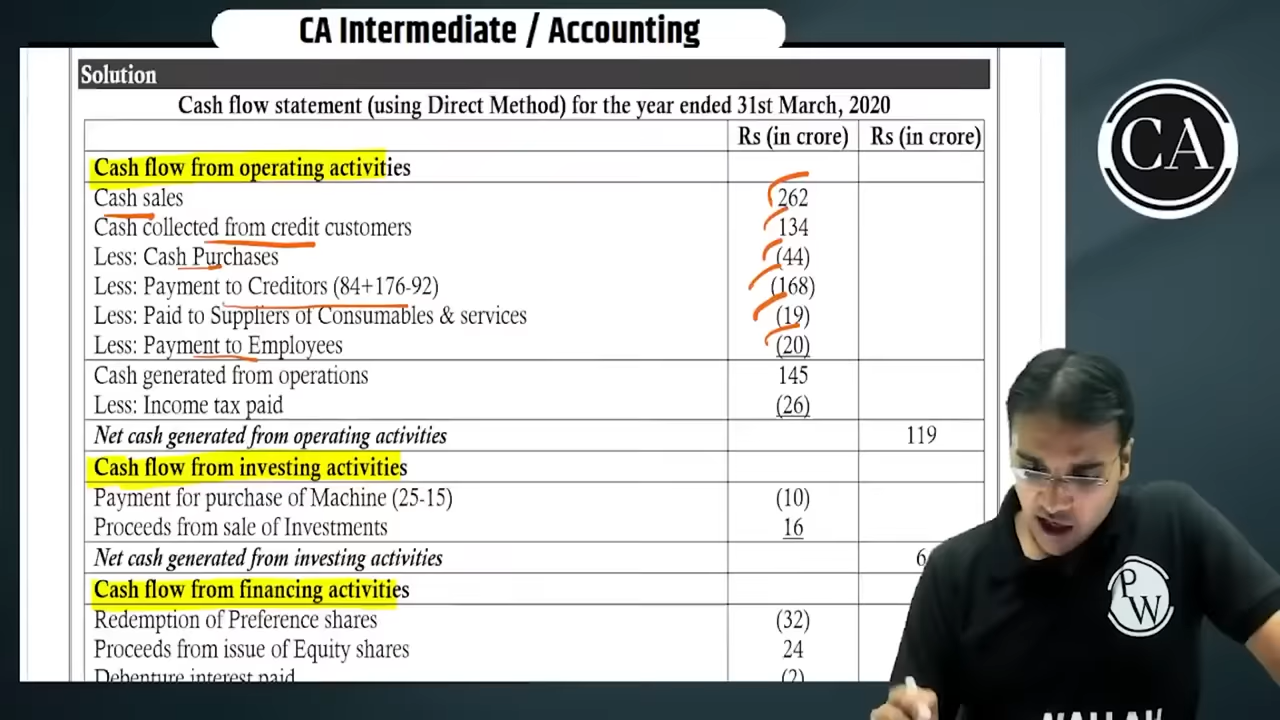 CA Intermediate / Accounting
Solution
Cash flow statement (using Direct Method) for the year ended 31st March, 2020
Rs (in crore) Rs (in crore)
Cash flow from operating activities
Cash sales 262
Cash collected from credit customers 134
Less: Cash Purchases (44)
Less: Payment to Creditors (84+176-92) (168)
Less: Paid to Suppliers of Consumables & services (19)
Less: Payment to Employees (20)
Cash generated from operations 145
Less: Income tax paid (26)
Net cash generated from operating activities 119
Cash flow from investing activities
Payment for purchase of Machine (25-15) (10)
Proceeds from sale of Investments 16
Net cash generated from investing activities 6
Cash flow from financing activities
Redemption of Preference shares (32)
Proceeds from issue of Equity shares 24
Debenture interest paid (2)
CA
PW